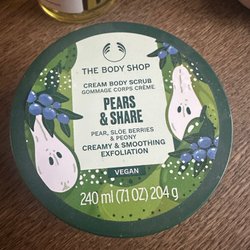 THE BODY SHOP
CREAM BODY SCRUB
GOMMAGE CORPS CRÈME
PEARS
& SHARE
PEAR, SLOE BERRIES
& PEONY
CREAMY & SMOOTHING
EXFOLIATION
VEGAN
240 ml (7.1 OZ) 204 g